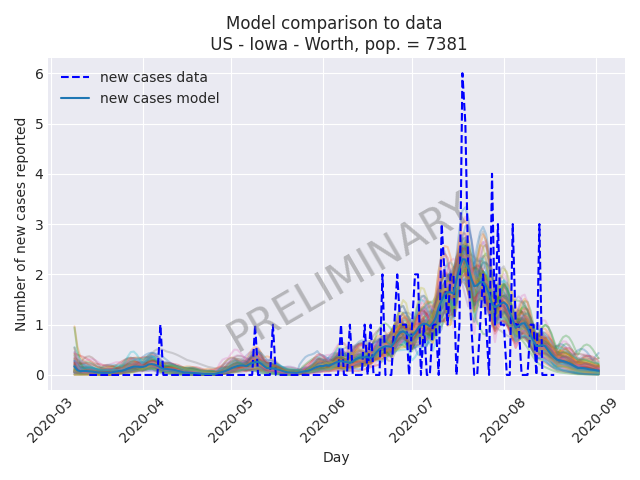 Model comparison to data
US - Iowa - Worth, pop. = 7381
new cases data
new cases model
PRELIMINARY
Number of new cases reported
6
5
4
3
2
1
0
2020-03
2020-04
2020-05
2020-06
2020-07
2020-08
2020-09
Day